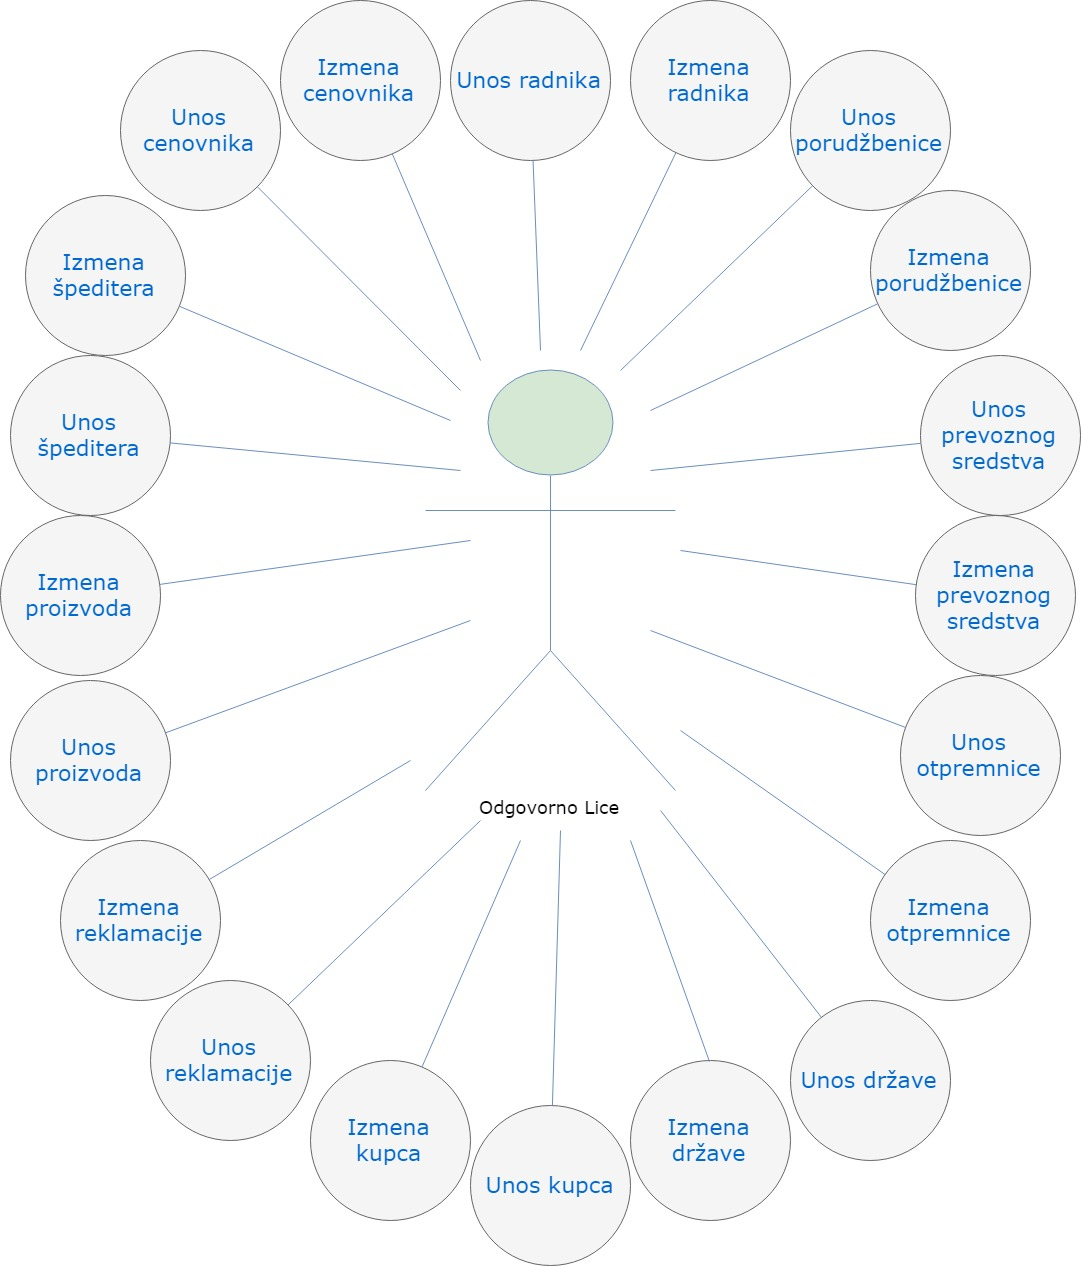 Izmena
cenovnika
Unos radnika
Izmena
radnika
Unos
cenovnika
Unos
porudžbenice
Izmena
špeditera
Izmena
porudžbenice
Unos
špeditera
Unos
prevoznog
sredstva
Izmena
proizvoda
Izmena
prevoznog
sredstva
Unos
proizvoda
Unos
otpremnice
Odgovorno Lice
Izmena
reklamacije
Izmena
otpremnice
Unos
reklamacije
Unos države
Izmena
kupca
Unos kupca
Izmena
države